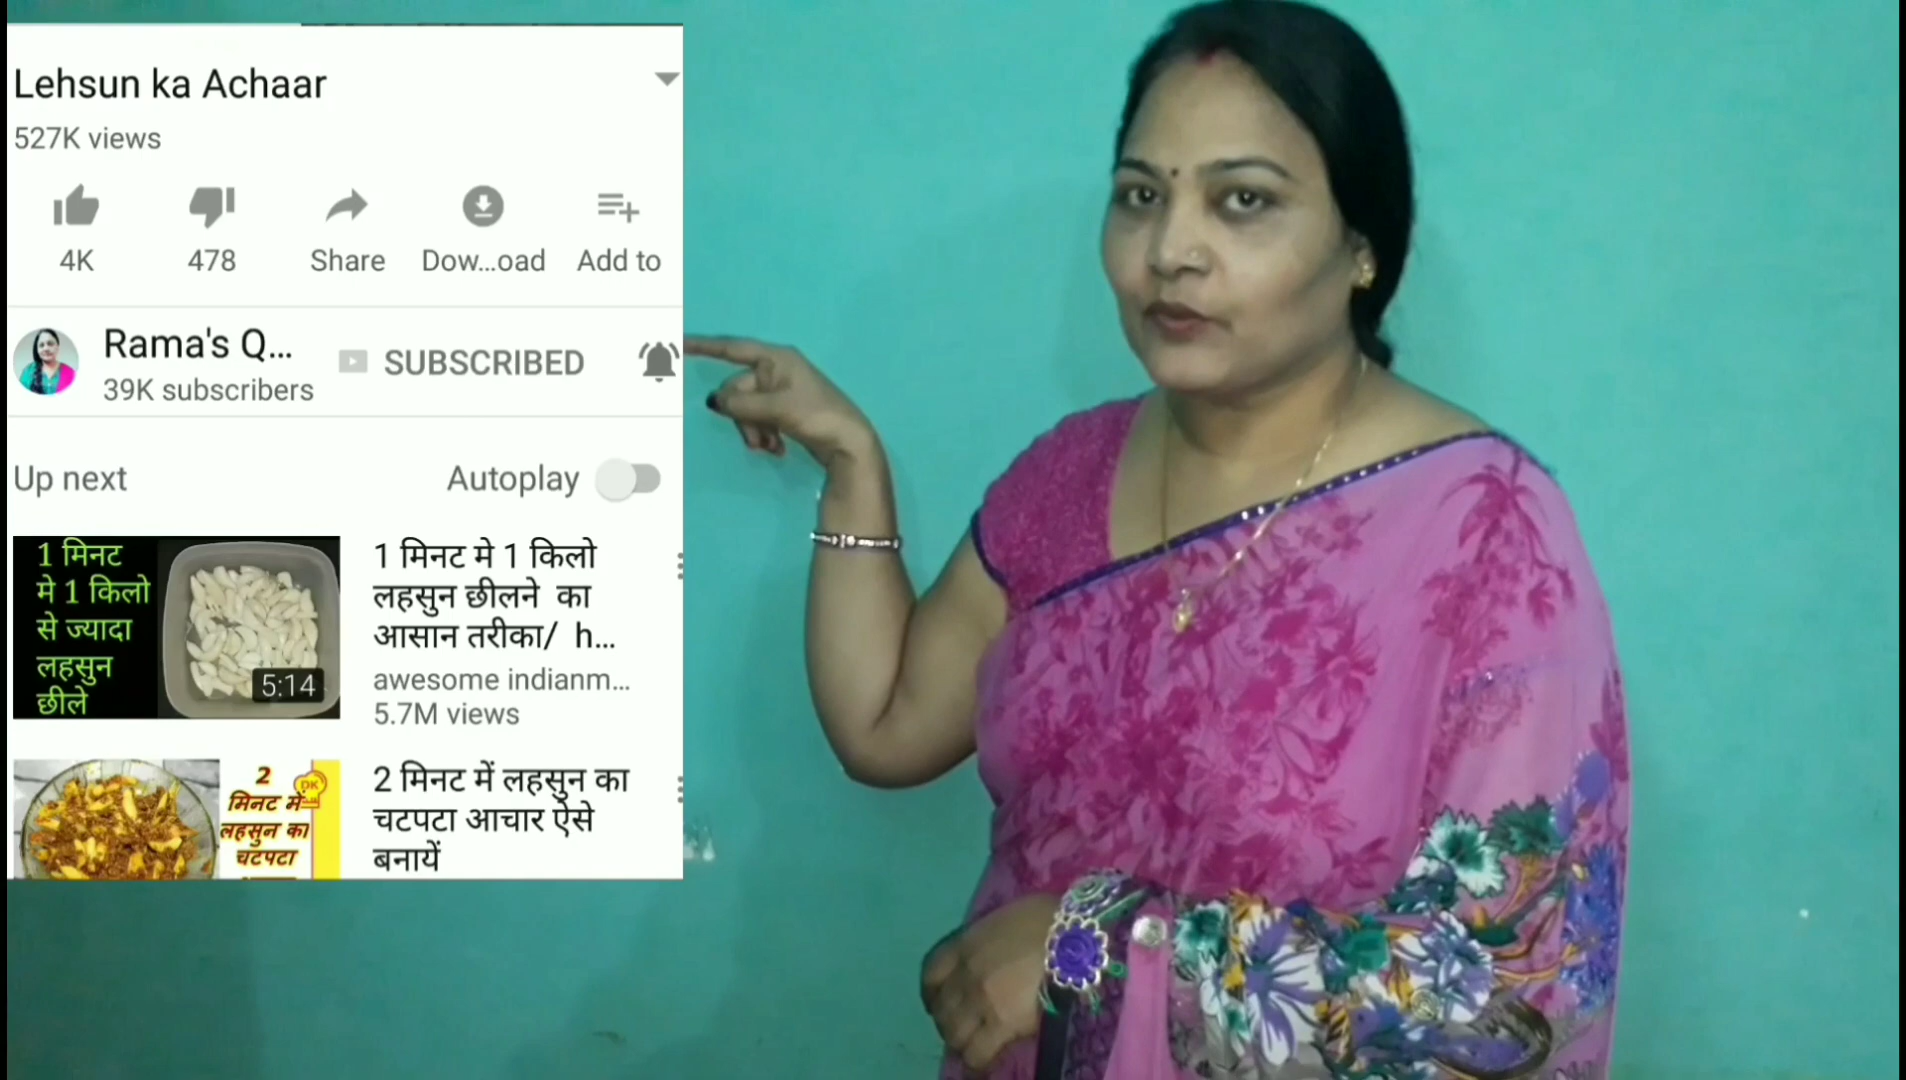 Lehsun ka Achaar
527K views
4K
478
Share
Dow...oad
Add to
Rama's Q...
SUBSCRIBED
39K subscribers
Up next
Autoplay
1 मिनट
मे 1 किलो
से ज्यादा
लहसुन
छीले
5:14
1 मिनट मे 1 किलो
लहसुन छीलने का
आसान तरीका/ h...
awesome indianm...
5.7M views
2
मिनट में
लहसुन का
चटपटा
DK
2 मिनट में लहसुन का
चटपटा आचार ऐसे
बनायें